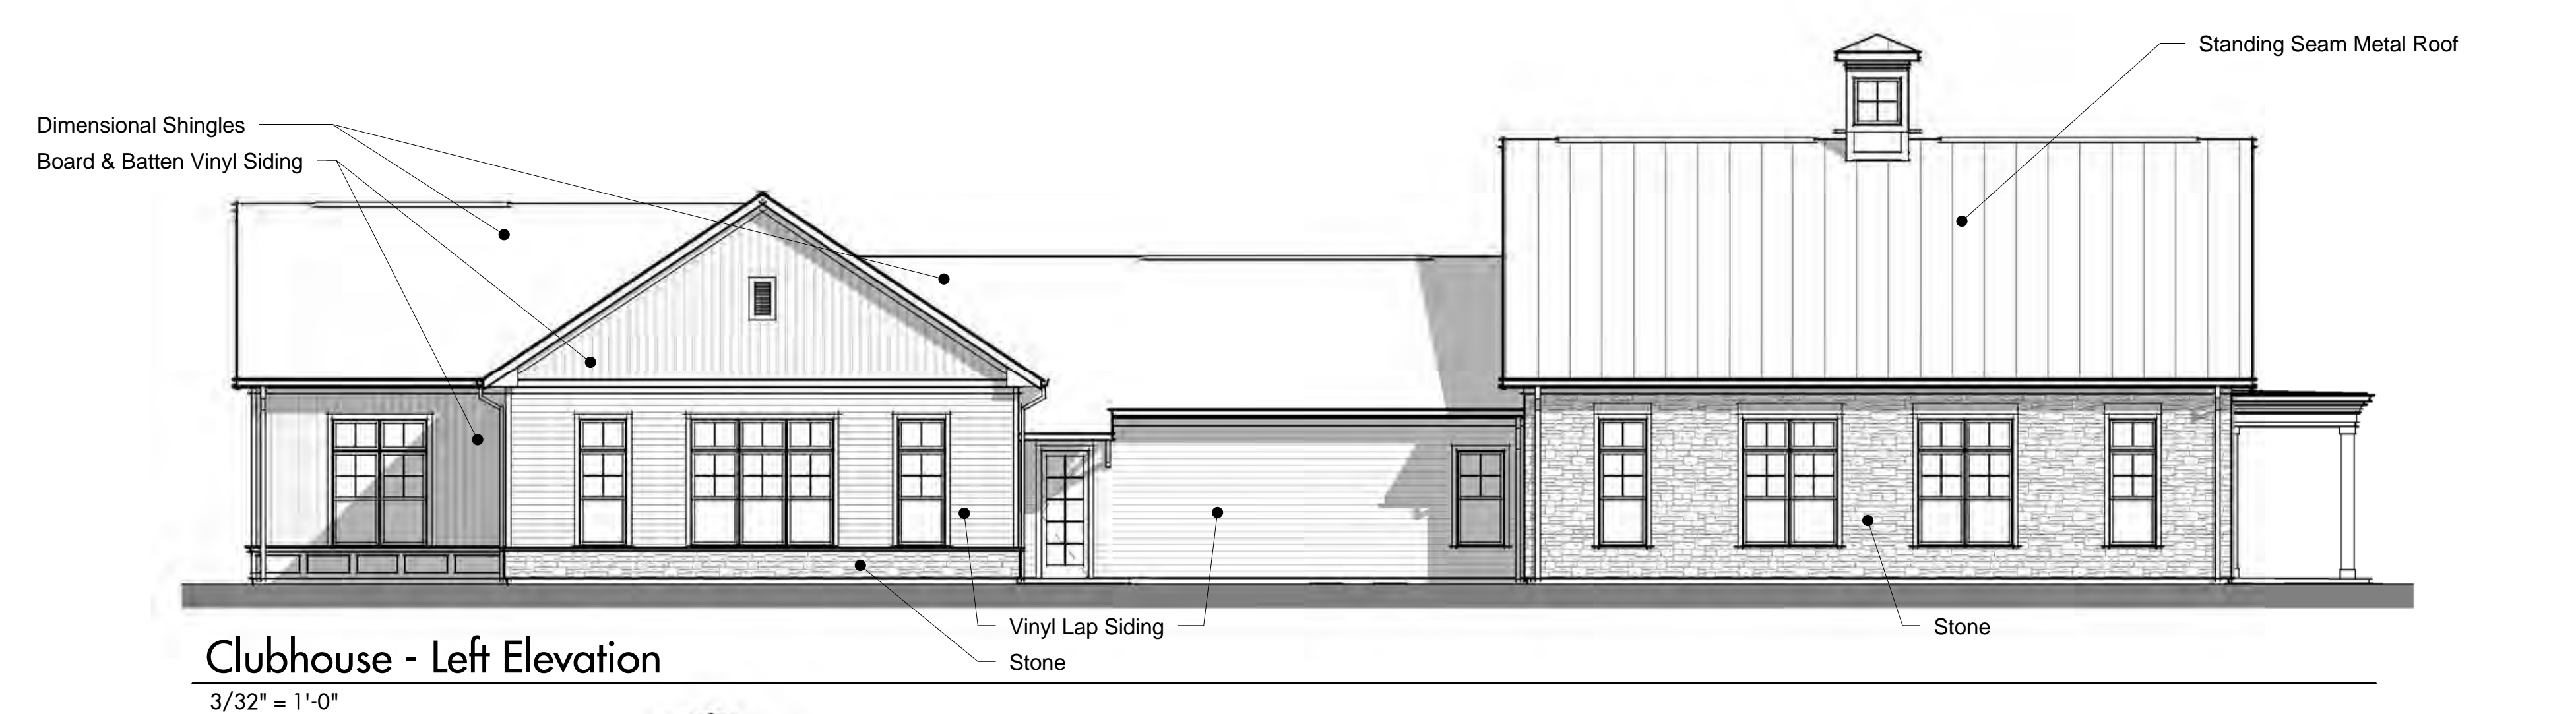 Standing Seam Metal Roof
Dimensional Shingles
Board & Batten Vinyl Siding
Vinyl Lap Siding
Stone
Stone
Clubhouse - Left Elevation
3/32" = 1'-0"